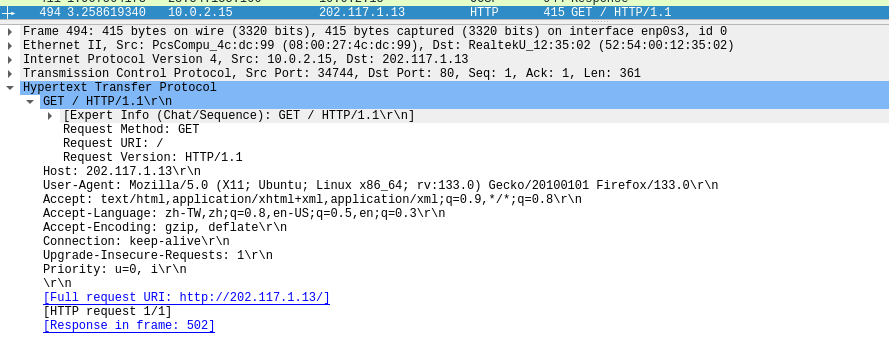 494 3.258619340 10.0.2.15 202.117.1.13 HTTP 415 GET / HTTP/1.1
Frame 494: 415 bytes on wire (3320 bits), 415 bytes captured (3320 bits) on interface enp0s3, id 0
Ethernet II, Src: PcsCompu_4c:dc:99 (08:00:27:4c:dc:99), Dst: RealtekU_12:35:02 (52:54:00:12:35:02)
Internet Protocol Version 4, Src: 10.0.2.15, Dst: 202.117.1.13
Transmission Control Protocol, Src Port: 34744, Dst Port: 80, Seq: 1, Ack: 1, Len: 361
Hypertext Transfer Protocol
GET / HTTP/1.1\r\n
[Expert Info (Chat/Sequence): GET / HTTP/1.1\r\n]
Request Method: GET
Request URI: /
Request Version: HTTP/1.1
Host: 202.117.1.13\r\n
User-Agent: Mozilla/5.0 (X11; Ubuntu; Linux x86_64; rv:133.0) Gecko/20100101 Firefox/133.0\r\n
Accept: text/html,application/xhtml+xml,application/xml;q=0.9,*/*;q=0.8\r\n
Accept-Language: zh-TW,zh;q=0.8,en-US;q=0.5,en;q=0.3\r\n
Accept-Encoding: gzip, deflate\r\n
Connection: keep-alive\r\n
Upgrade-Insecure-Requests: 1\r\n
Priority: u=0, i\r\n
\r\n
[Full request URI: http://202.117.1.13/]
[HTTP request 1/1]
[Response in frame: 502]